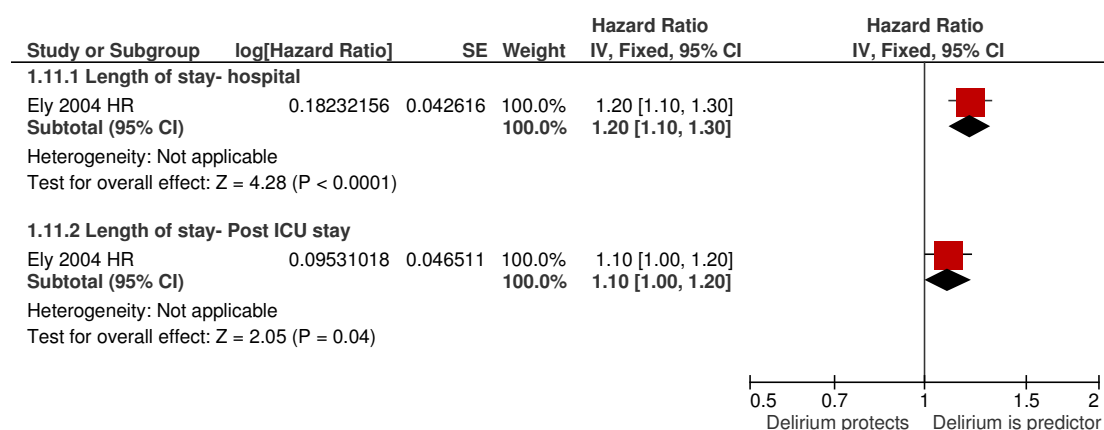 Hazard Ratio Hazard Ratio
Study or Subgroup log[Hazard Ratio] SE Weight IV, Fixed, 95% CI IV, Fixed, 95% CI
1.11.1 Length of stay- hospital
Ely 2004 HR 0.18232156 0.042616 100.0% 1.20 [1.10, 1.30]
Subtotal (95% CI) 100.0% 1.20 [1.10, 1.30]
Heterogeneity: Not applicable
Test for overall effect: Z = 4.28 (P < 0.0001)
1.11.2 Length of stay- Post ICU stay
Ely 2004 HR 0.09531018 0.046511 100.0% 1.10 [1.00, 1.20]
Subtotal (95% CI) 100.0% 1.10 [1.00, 1.20]
Heterogeneity: Not applicable
Test for overall effect: Z = 2.05 (P = 0.04)
0.5 0.7 1 1.5 2
Delirium protects Delirium is predictor